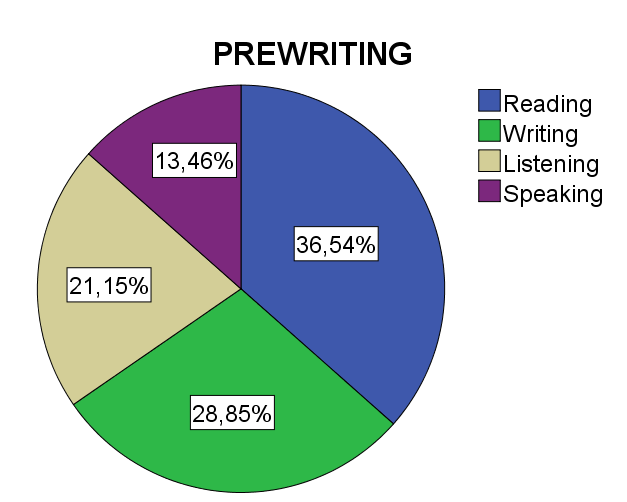 PREWRITING
Reading
Writing
Listening
Speaking
13,46%
36,54%
21,15%
28,85%